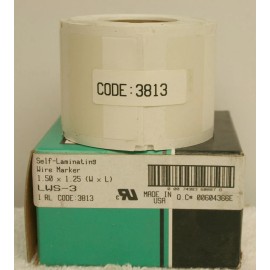 CODE:3813
Self-Laminating
Wire Marker
1.50 x 1.25 (W x L)
LWS-3
1 RL CODE:3813
MADE IN
USA
Q.C# 00604366E